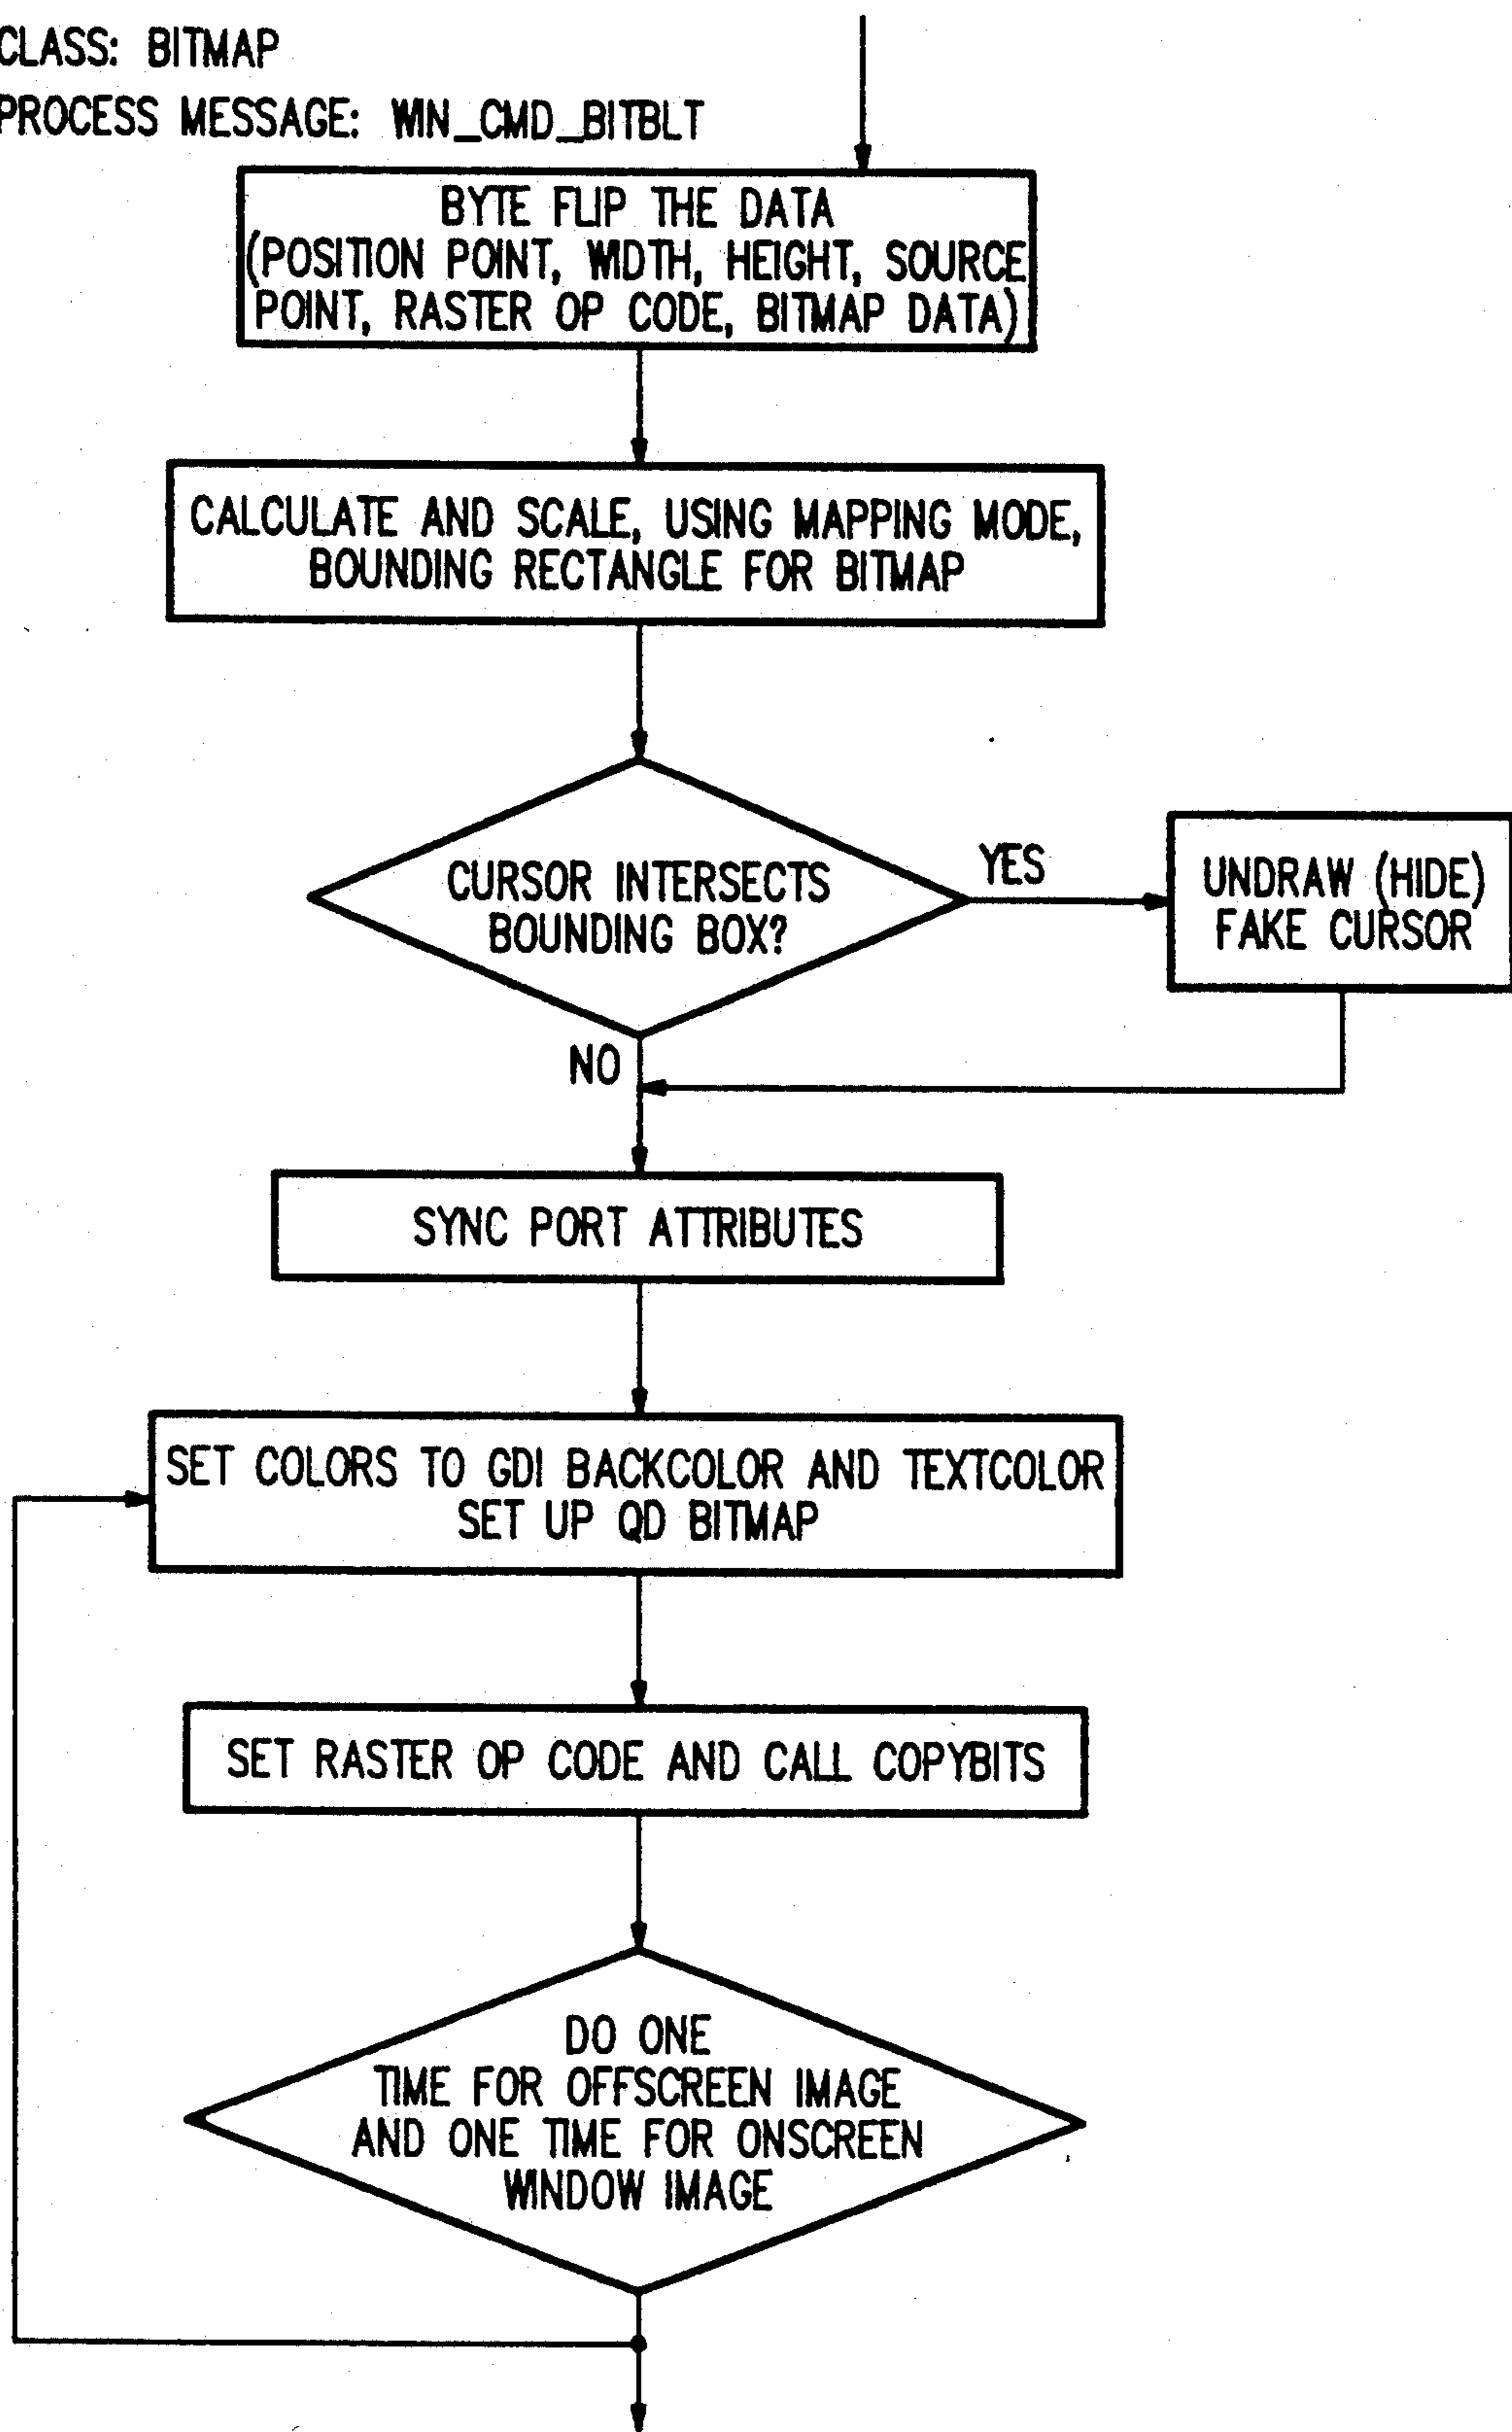 CLASS: BITMAP
PROCESS MESSAGE: WIN_CMD_BITBLT
BYTE FLIP THE DATA
(POSITION POINT, WIDTH, HEIGHT, SOURCE
POINT, RASTER OP CODE, BITMAP DATA)
CALCULATE AND SCALE, USING MAPPING MODE,
BOUNDING RECTANGLE FOR BITMAP
CURSOR INTERSECTS
BOUNDING BOX?
YES
UNDRAW (HIDE)
FAKE CURSOR
NO
SYNC PORT ATTRIBUTES
SET COLORS TO GDI BACKCOLOR AND TEXTCOLOR
SET UP QD BITMAP
SET RASTER OP CODE AND CALL COPYBITS
DO ONE
TIME FOR OFFSCREEN IMAGE
AND ONE TIME FOR ONSCREEN
WINDOW IMAGE